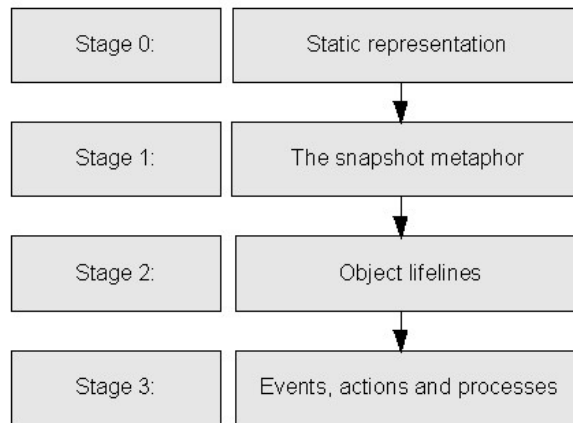 Stage 0:
Static representation
Stage 1:
The snapshot metaphor
Stage 2:
Object lifelines
Stage 3:
Events, actions and processes